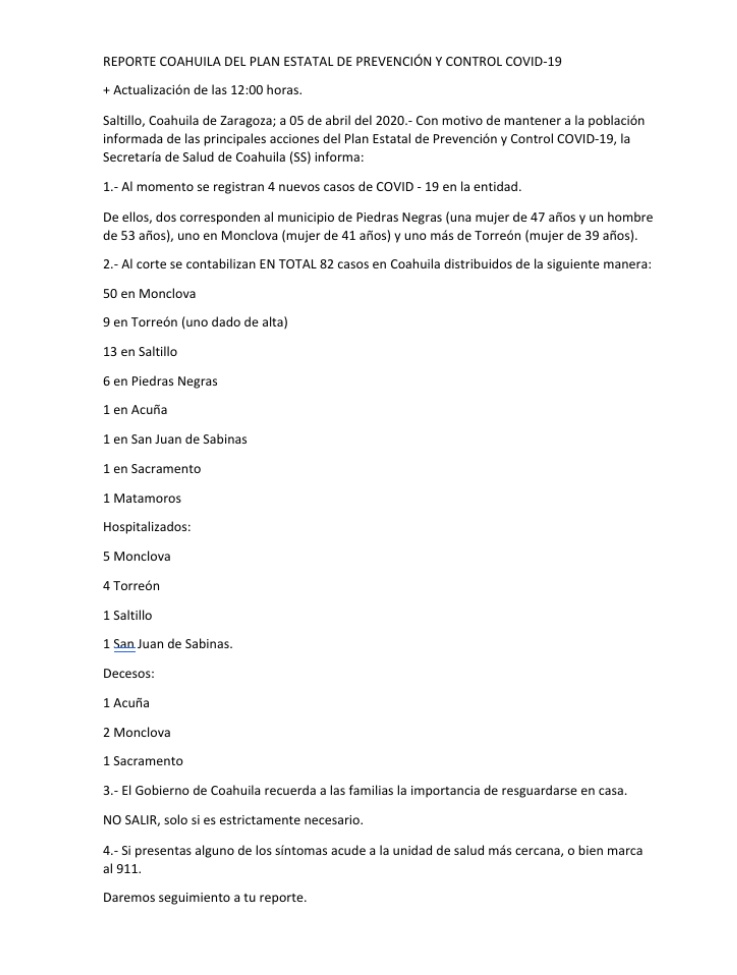 REPORTE COAHUILA DEL PLAN ESTATAL DE PREVENCIÓN Y CONTROL COVID-19
+ Actualización de las 12:00 horas.
Saltillo, Coahuila de Zaragoza; a 05 de abril del 2020.- Con motivo de mantener a la población
informada de las principales acciones del Plan Estatal de Prevención y Control COVID-19, la
Secretaría de Salud de Coahuila (SS) informa:
1.- Al momento se registran 4 nuevos casos de COVID - 19 en la entidad.
De ellos, dos corresponden al municipio de Piedras Negras (una mujer de 47 años y un hombre
de 53 años), uno en Monclova (mujer de 41 años) y uno más de Torreón (mujer de 39 años).
2.- Al corte se contabilizan EN TOTAL 82 casos en Coahuila distribuidos de la siguiente manera:
50 en Monclova
9 en Torreón (uno dado de alta)
13 en Saltillo
6 en Piedras Negras
1 en Acuña
1 en San Juan de Sabinas
1 en Sacramento
1 Matamoros
Hospitalizados:
5 Monclova
4 Torreón
1 Saltillo
1 San Juan de Sabinas.
Decesos:
1 Acuña
2 Monclova
1 Sacramento
3.- El Gobierno de Coahuila recuerda a las familias la importancia de resguardarse en casa.
NO SALIR, solo si es estrictamente necesario.
4.- Si presentas alguno de los síntomas acude a la unidad de salud más cercana, o bien marca
al 911.
Daremos seguimiento a tu reporte.